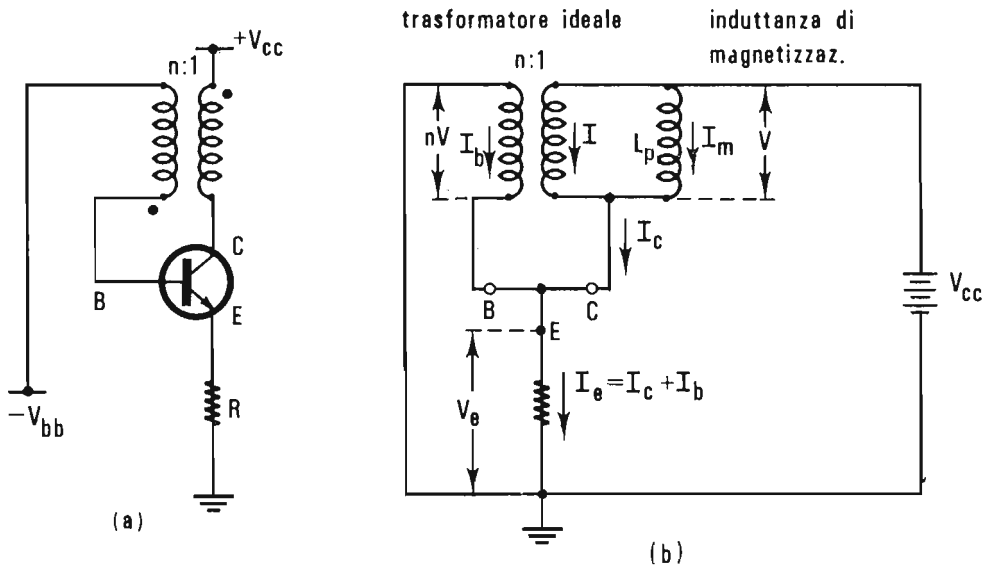 +Vcc
n:1
C
B
E
R
−Vbb
(a)
trasformatore ideale
induttanza di
magnetizzaz.
n:1
nV
Ib
I
Lp
Im
V
Ic
B
C
E
Vcc
Ve
Ie=Ic+Ib
(b)